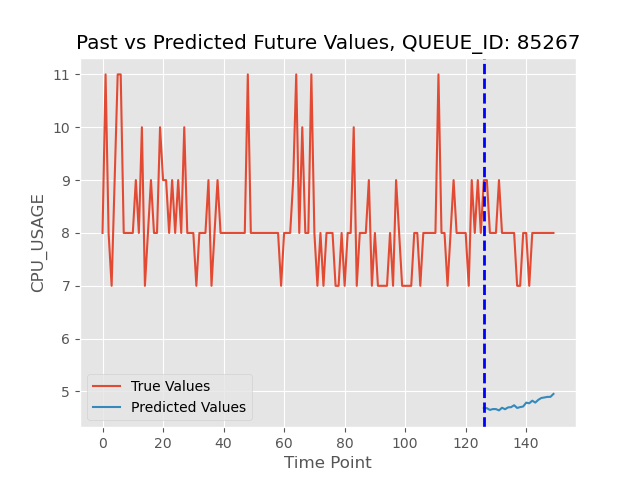 Past vs Predicted Future Values, QUEUE_ID: 85267
11
10
9
8
7
6
5
CPU_USAGE
True Values
Predicted Values
0 20 40 60 80 100 120 140
Time Point